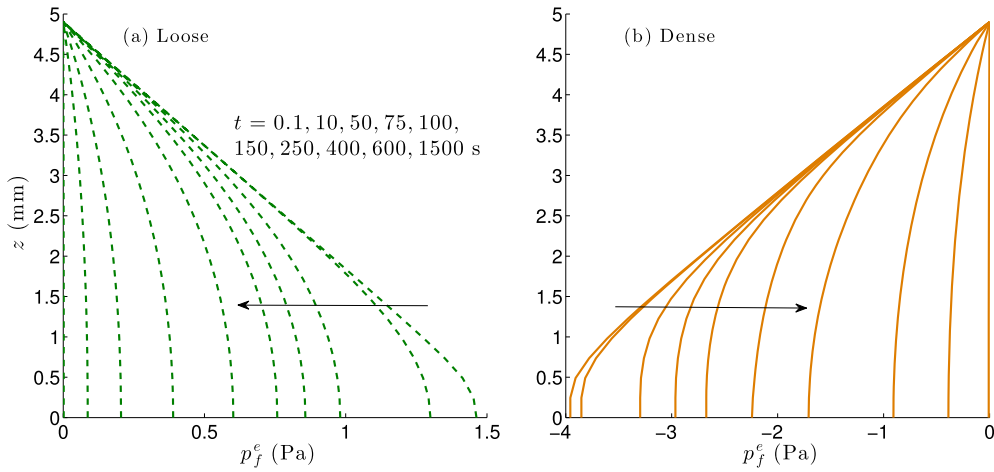 (a) Loose
t = 0.1, 10, 50, 75, 100,
150, 250, 400, 600, 1500 s
5
4.5
4
3.5
3
2.5
2
1.5
1
0.5
0
z (mm)
0 0.5 1 1.5
p_f^e (Pa)
(b) Dense
5
4.5
4
3.5
3
2.5
2
1.5
1
0.5
0
−4 −3 −2 −1 0
p_f^e (Pa)